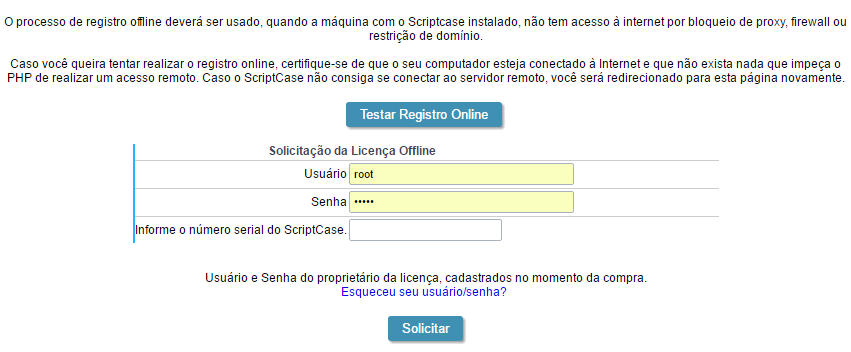 O processo de registro offline deverá ser usado, quando a máquina com o Scriptcase instalado, não tem acesso à internet por bloqueio de proxy, firewall ou
restrição de domínio.
Caso você queira tentar realizar o registro online, certifique-se de que o seu computador esteja conectado à Internet e que não exista nada que impeça o
PHP de realizar um acesso remoto. Caso o ScriptCase não consiga se conectar ao servidor remoto, você será redirecionado para esta página novamente.
Testar Registro Online
Solicitação da Licença Offline
Usuário root
Senha •••••
Informe o número serial do ScriptCase.
Usuário e Senha do proprietário da licença, cadastrados no momento da compra.
Esqueceu seu usuário/senha?
Solicitar